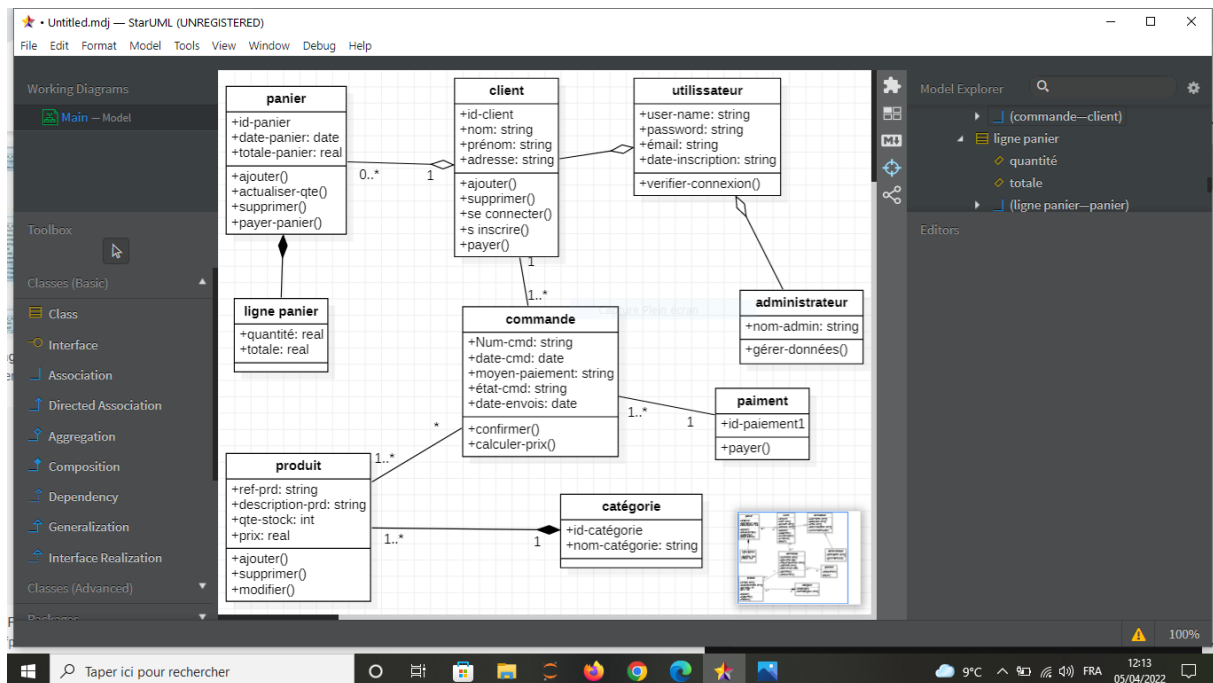 • Untitled.mdj — StarUML (UNREGISTERED)
File Edit Format Model Tools View Window Debug Help
Working Diagrams
Main — Model
Toolbox
Classes (Basic)
Class
Interface
Association
Directed Association
Aggregation
Composition
Dependency
Generalization
Interface Realization
Classes (Advanced)
Packages
panier
+id-panier
+date-panier: date
+totale-panier: real
+ajouter()
+actualiser-qte()
+supprimer()
+payer-panier()
0..*
1
client
+id-client
+nom: string
+prénom: string
+adresse: string
+ajouter()
+supprimer()
+se connecter()
+s inscrire()
+payer()
1
1..*
utilissateur
+user-name: string
+password: string
+émail: string
+date-inscription: string
+verifier-connexion()
ligne panier
+quantité: real
+totale: real
commande
+Num-cmd: string
+date-cmd: date
+moyen-paiement: string
+état-cmd: string
+date-envois: date
+confirmer()
+calculer-prix()
Capture Plein écran
administrateur
+nom-admin: string
+gérer-données()
1..*
1
paiment
+id-paiement1
+payer()
*
1..*
produit
+ref-prd: string
+description-prd: string
+qte-stock: int
+prix: real
+ajouter()
+supprimer()
+modifier()
1..*
1
catégorie
+id-catégorie
+nom-catégorie: string
Model Explorer
(commande—client)
ligne panier
quantité
totale
(ligne panier—panier)
Editors
100%
Taper ici pour rechercher
9°C
FRA
12:13
05/04/2022